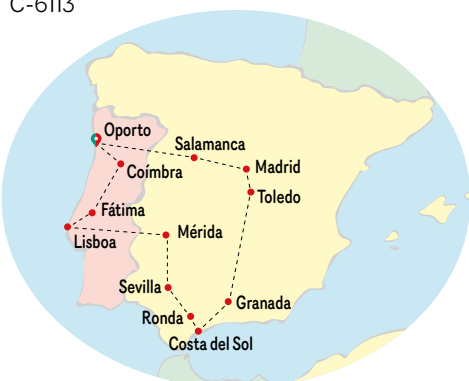 C-6113
Oporto
Salamanca
Coímbra
Madrid
Toledo
Fátima
Lisboa
Mérida
Sevilla
Granada
Ronda
Costa del Sol